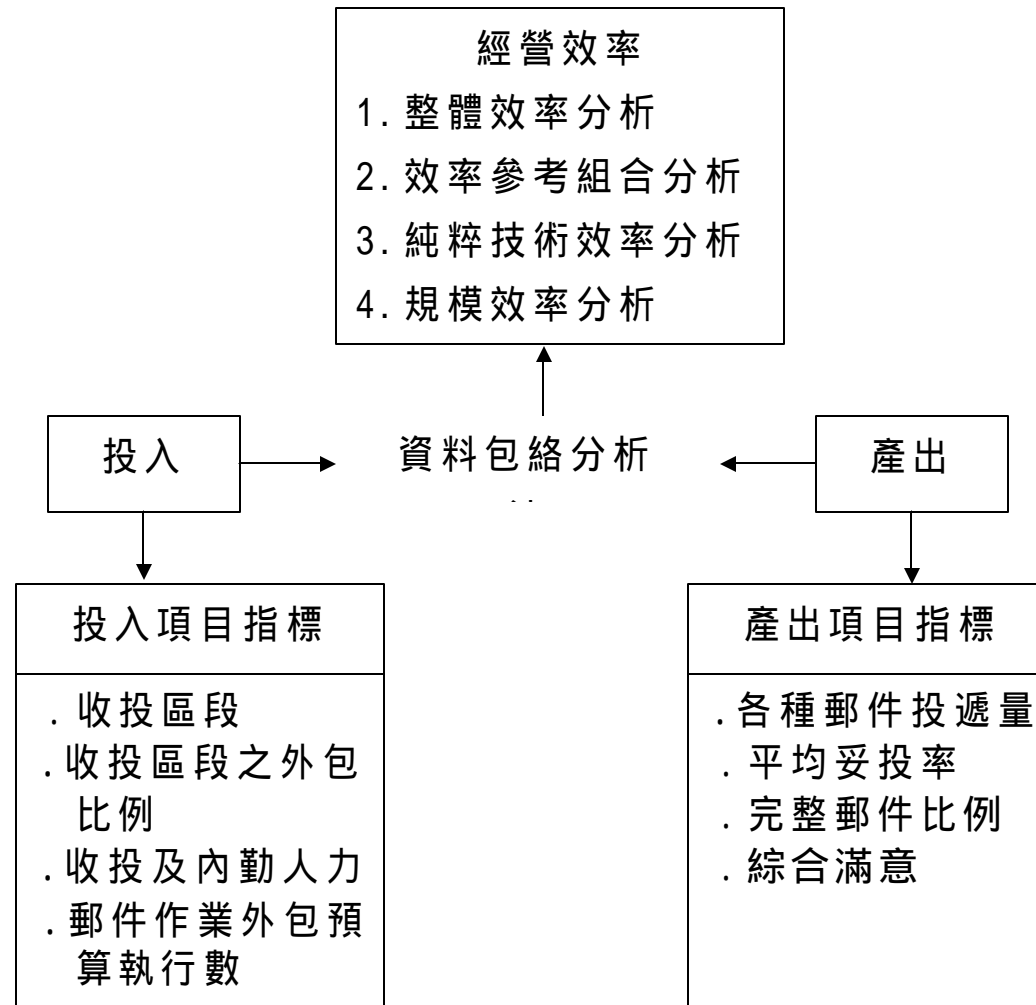 經營效率
1. 整體效率分析
2. 效率參考組合分析
3. 純粹技術效率分析
4. 規模效率分析
投入
資料包絡分析
產出
投入項目指標
. 收投區段
. 收投區段之外包
比例
. 收投及內勤人力
. 郵件作業外包預
算執行數
產出項目指標
. 各種郵件投遞量
. 平均妥投率
. 完整郵件比例
. 綜合滿意